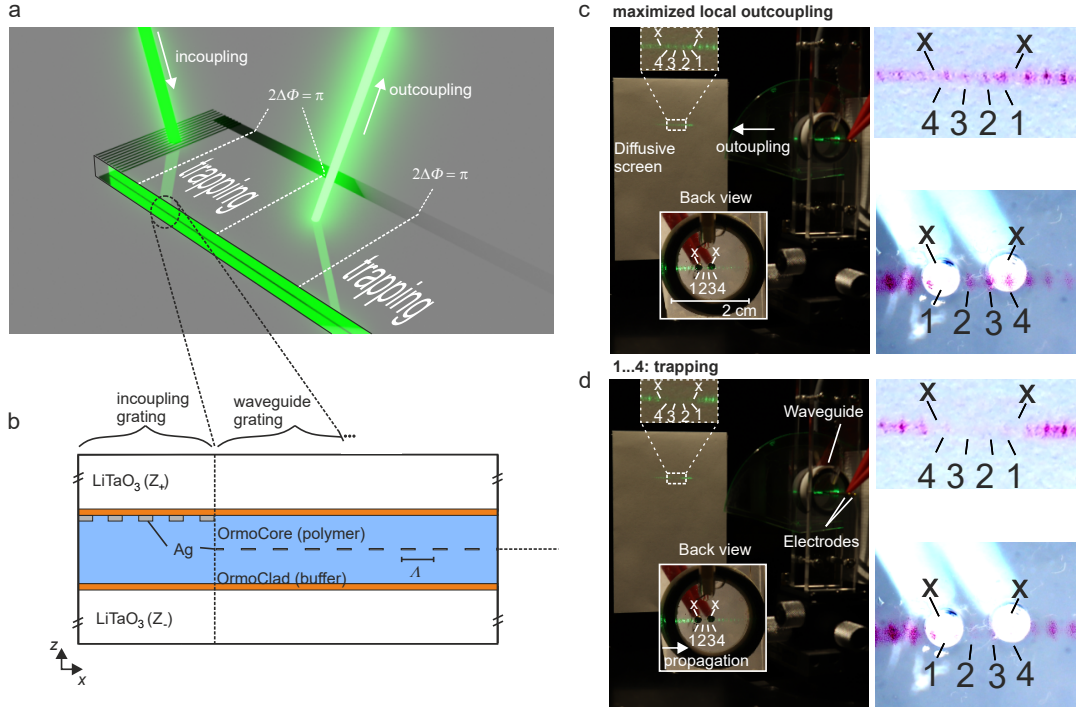 a
incoupling
outcoupling
2ΔΦ = π
2ΔΦ = π
trapping
trapping
b
incoupling
grating
waveguide
grating
...
LiTaO₃ (Z₊)
OrmoCore (polymer)
Ag
Λ
OrmoClad (buffer)
LiTaO₃ (Z₋)
z
x
c
maximized local outcoupling
X X
4 3 2 1
Diffusive
screen
outoupling
Back view
X X
1234
2 cm
X X
4 3 2 1
X X
1 2 3 4
1...4: trapping
d
X X
4 3 2 1
Waveguide
Electrodes
Back view
X X
1234
propagation
X X
4 3 2 1
X X
1 2 3 4